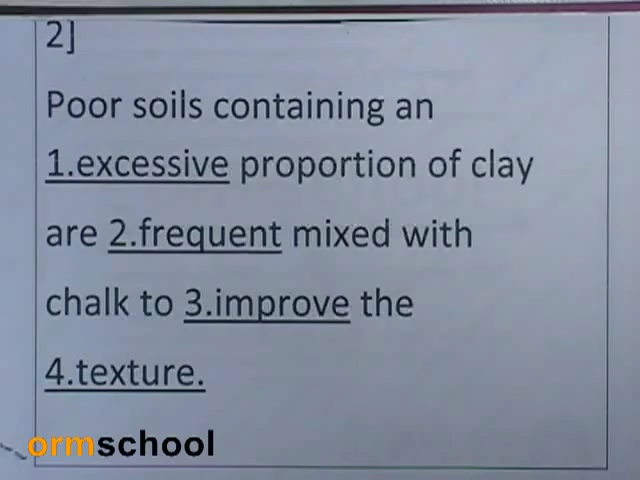 2]
Poor soils containing an
1.excessive proportion of clay
are 2.frequent mixed with
chalk to 3.improve the
4.texture.
ormschool